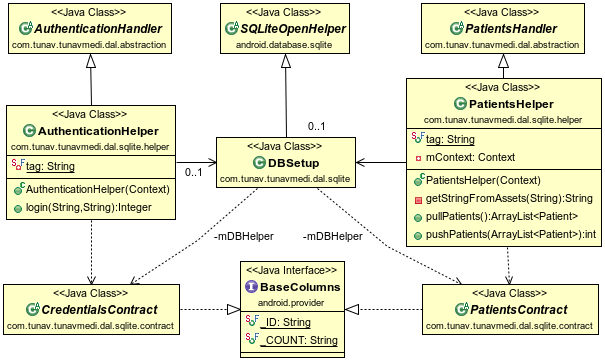 <<Java Class>>
AuthenticationHandler
com.tunav.tunavmedi.dal.abstraction
<<Java Class>>
SQLiteOpenHelper
android.database.sqlite
<<Java Class>>
PatientsHandler
com.tunav.tunavmedi.dal.abstraction
<<Java Class>>
AuthenticationHelper
com.tunav.tunavmedi.dal.sqlite.helper
tag: String
AuthenticationHelper(Context)
login(String,String):Integer
0..1
0..1
<<Java Class>>
DBSetup
com.tunav.tunavmedi.dal.sqlite
<<Java Class>>
PatientsHelper
com.tunav.tunavmedi.dal.sqlite.helper
tag: String
mContext: Context
PatientsHelper(Context)
getStringFromAssets(String):String
pullPatients():ArrayList<Patient>
pushPatients(ArrayList<Patient>):int
-mDBHelper
-mDBHelper
<<Java Class>>
CredentialsContract
com.tunav.tunavmedi.dal.sqlite.contract
<<Java Interface>>
BaseColumns
android.provider
_ID: String
_COUNT: String
<<Java Class>>
PatientsContract
com.tunav.tunavmedi.dal.sqlite.contract